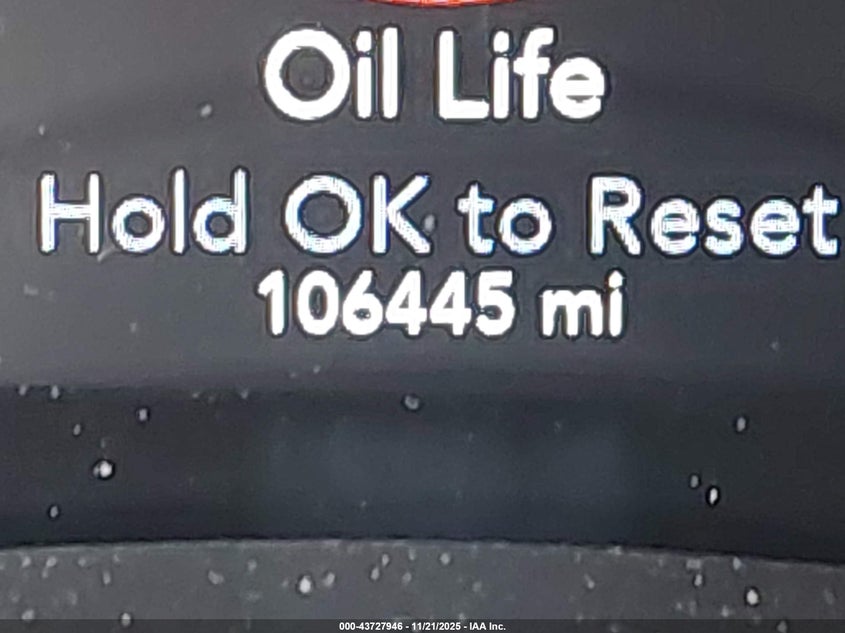 Oil Life
Hold OK to Reset
106445 mi
000-43727946 - 11/21/2025 - IAA Inc.